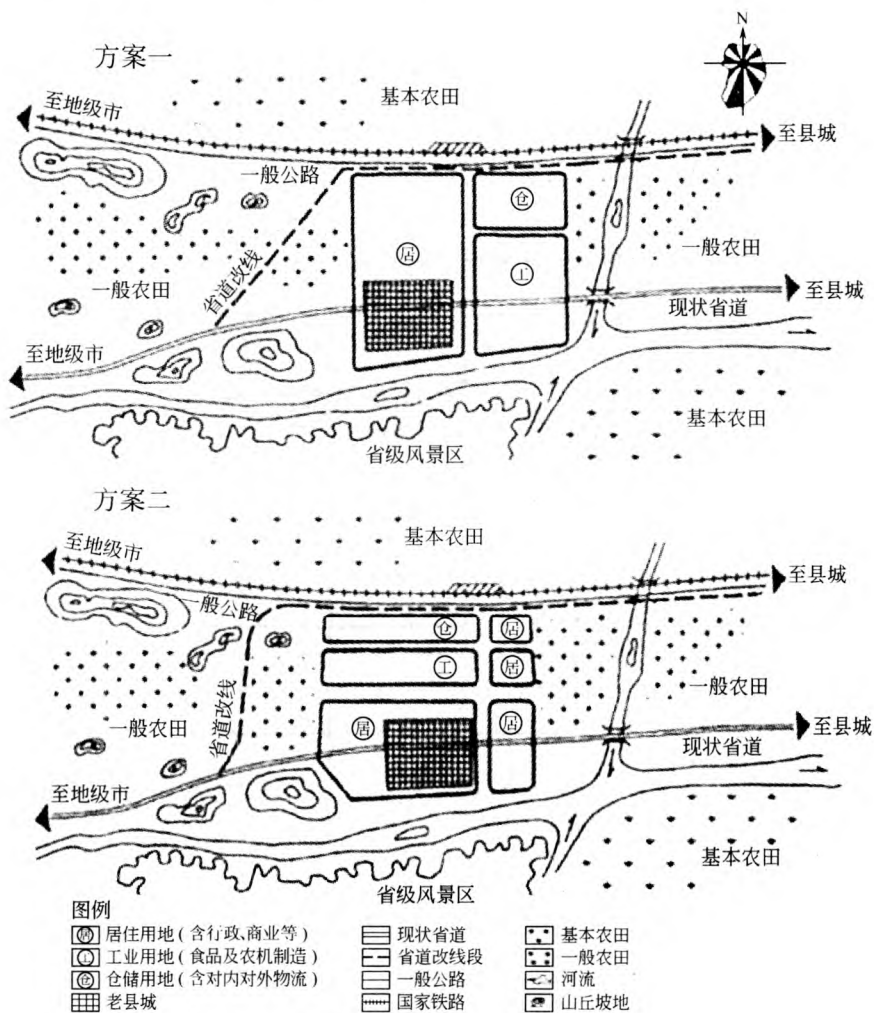 方案一
N
基本农田
至地级市
至县城
一般公路
仓
居
一般农田
省道改线
工
一般农田
至县城
现状省道
至地级市
基本农田
省级风景区
方案二
基本农田
至地级市
至县城
一般公路
仓
居
工
居
一般农田
省道改线
一般农田
居
居
至县城
现状省道
至地级市
基本农田
省级风景区
图例
居 居住用地(含行政、商业等)
现状省道
基本农田
工 工业用地(食品及农机制造)
省道改线段
一般农田
仓 仓储用地(含对内对外物流)
一般公路
河流
老县城
国家铁路
山丘坡地